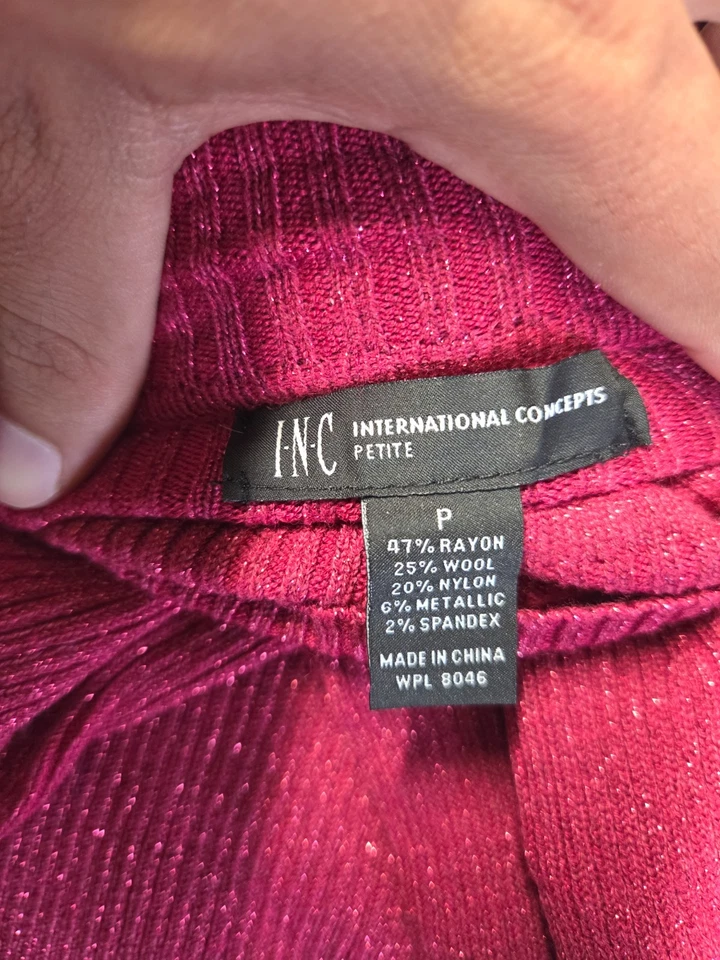 I·N·C INTERNATIONAL CONCEPTS
PETITE
P
47% RAYON
25% WOOL
20% NYLON
6% METALLIC
2% SPANDEX
MADE IN CHINA
WPL 8046